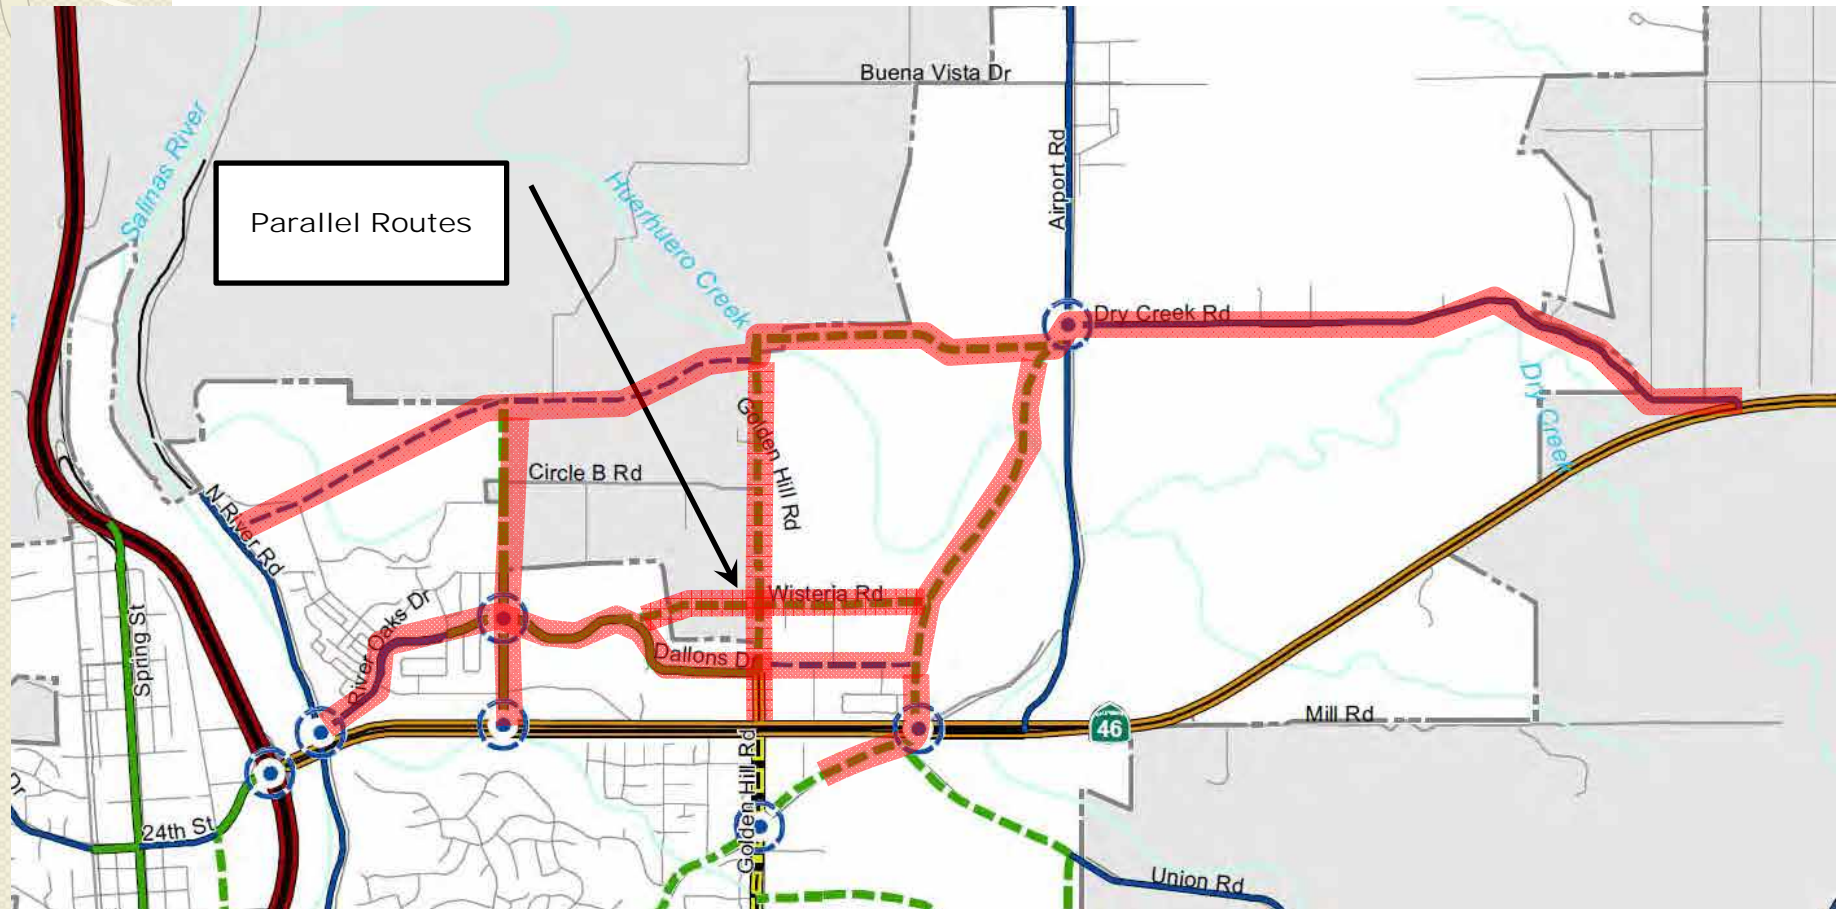 Buena Vista Dr
Salinas River
Parallel Routes
Huerhuero Creek
Airport Rd
Dry Creek Rd
Dry Creek
Golden Hill Rd
Circle B Rd
N River Rd
Wisteria Rd
River Oaks Dr
Spring St
Dallons Dr
Mill Rd
46
Golden Hill Rd
Dr
24th St
Union Rd